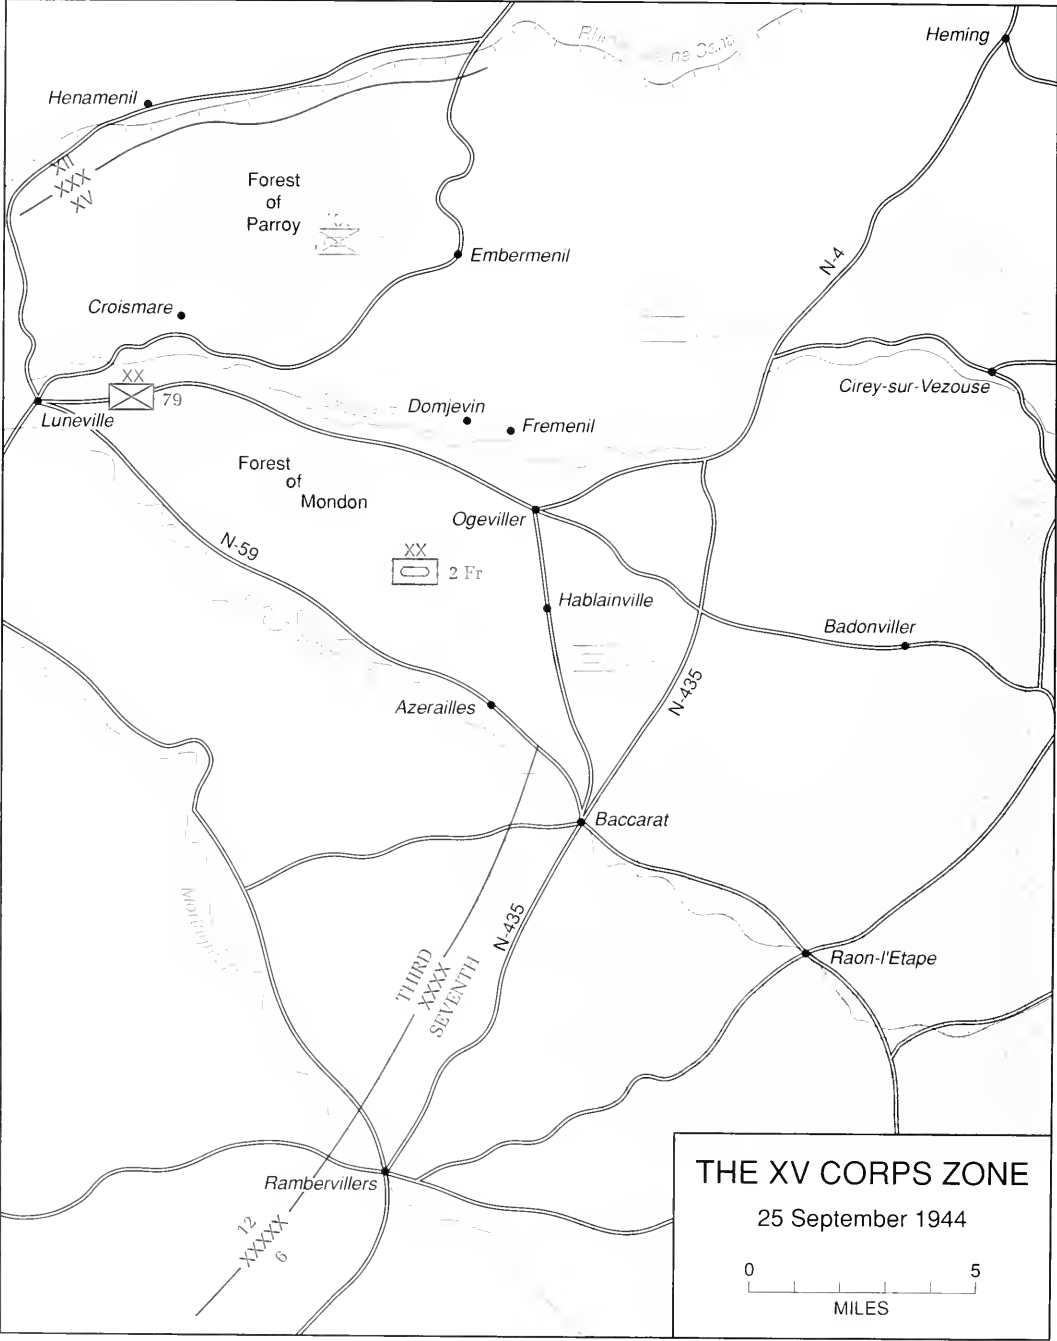 Heming
Henamenil
XII
XXX
XV
Forest
of
Parroy
Embermenil
N-4
Croismare
XX
79
Luneville
Cirey-sur-Vezouse
Domjevin
Fremenil
Forest
of
Mondon
Ogeviller
N-59
XX
2 Fr
Hablainville
Badonviller
N-435
Azerailles
Baccarat
N-435
THIRD
XXXX
SEVENTH
Raon-l'Etape
Rambervillers
12
XXXXX
6
THE XV CORPS ZONE
25 September 1944
0 5
MILES